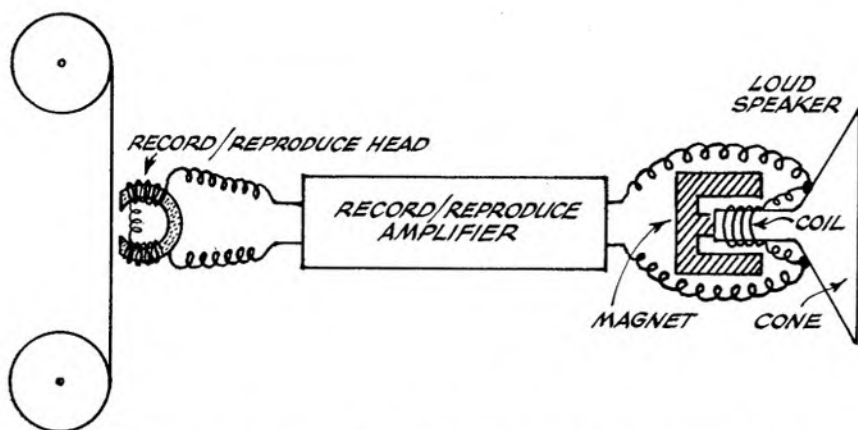 LOUD
SPEAKER
RECORD/REPRODUCE HEAD
RECORD/REPRODUCE
AMPLIFIER
COIL
MAGNET
CONE